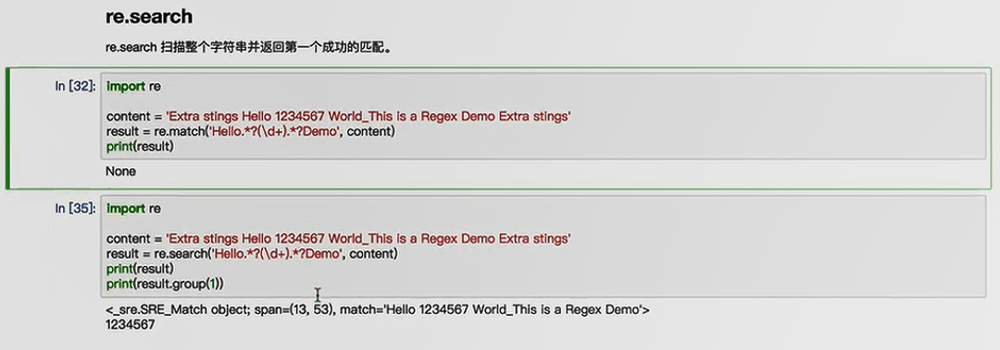 re.search
re.search 扫描整个字符串并返回第一个成功的匹配。
In [32]:
import re
content = 'Extra stings Hello 1234567 World_This is a Regex Demo Extra stings'
result = re.match('Hello.*?(\d+).*?Demo', content)
print(result)
None
In [35]:
import re
content = 'Extra stings Hello 1234567 World_This is a Regex Demo Extra stings'
result = re.search('Hello.*?(\d+).*?Demo', content)
print(result)
print(result.group(1))
<_sre.SRE_Match object; span=(13, 53), match='Hello 1234567 World_This is a Regex Demo'>
1234567